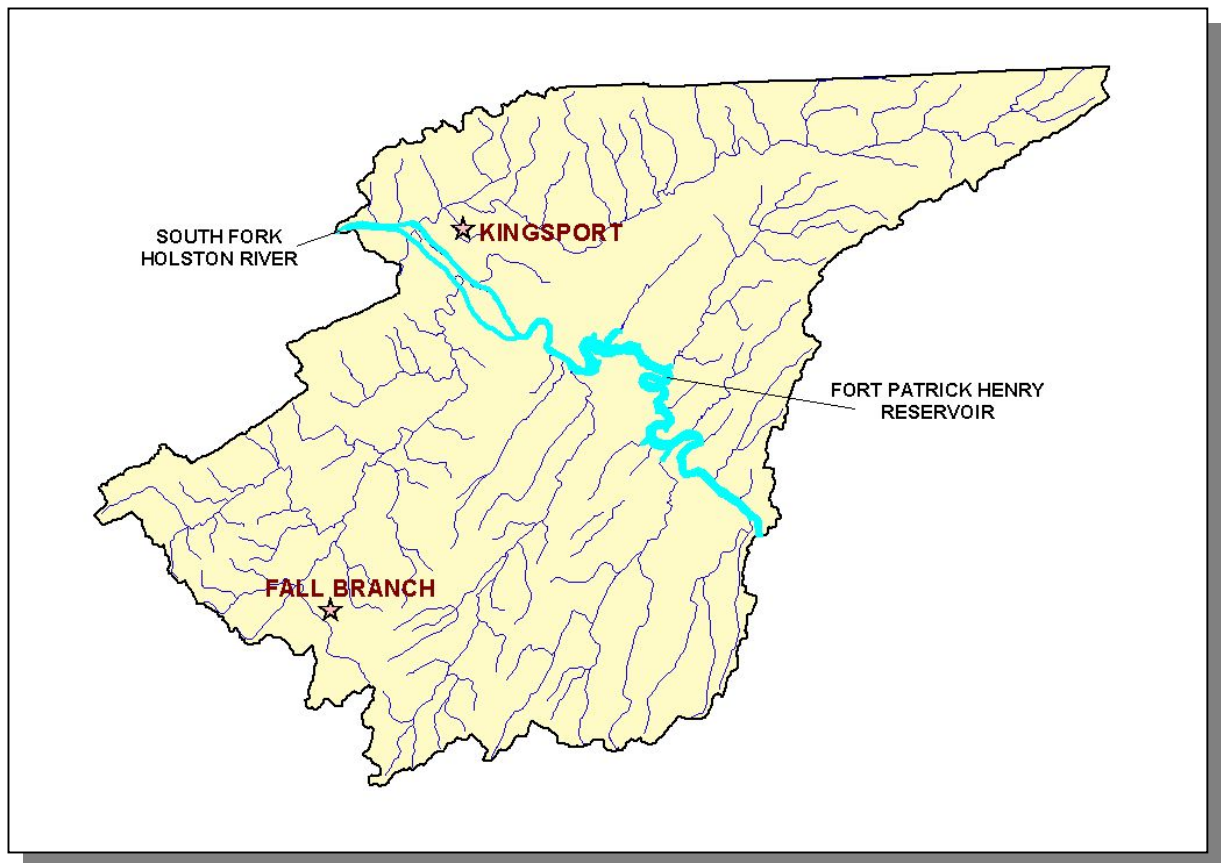 SOUTH FORK
HOLSTON RIVER
KINGSPORT
FORT PATRICK HENRY
RESERVOIR
FALL BRANCH